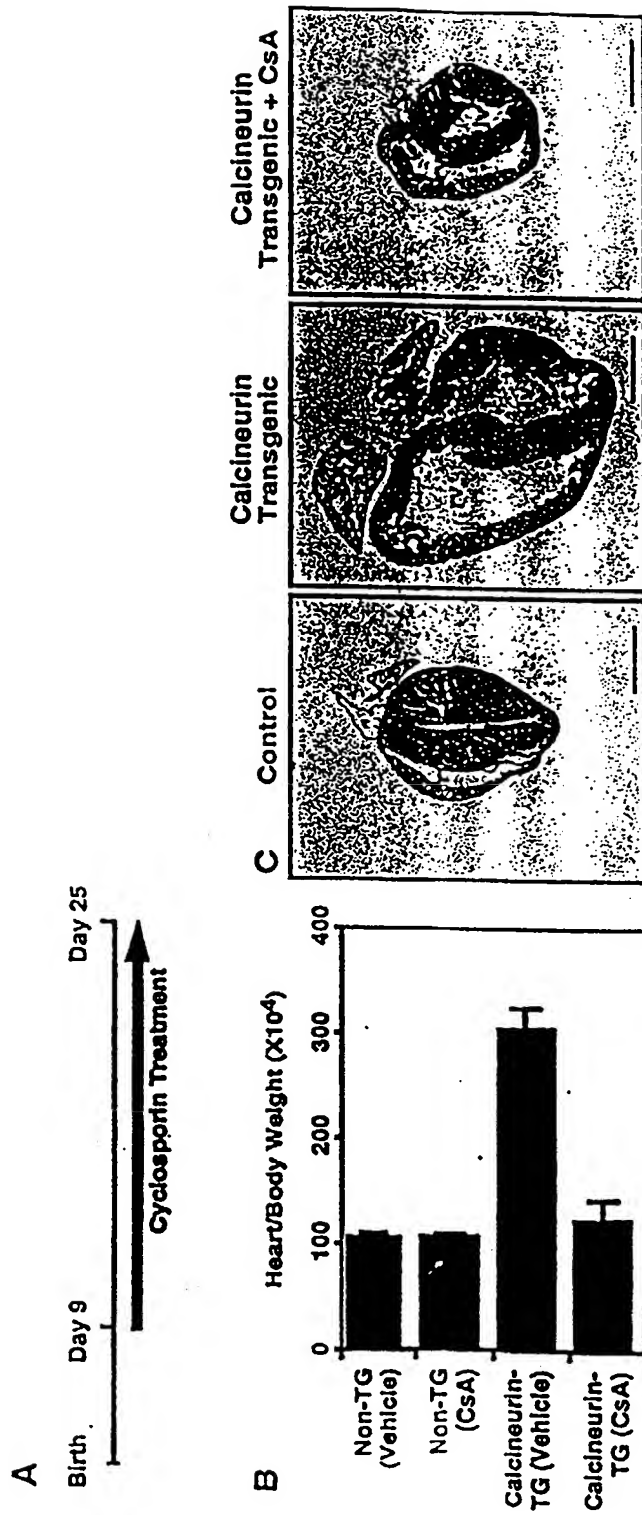 A
Birth
Day 9
Day 25
Cyclosporin Treatment
B
Heart/Body Weight (X10⁴)
0
100
200
300
400
Non-TG
(Vehicle)
Non-TG
(CsA)
Calcineurin-
TG (Vehicle)
Calcineurin-
TG (CsA)
C
Control
Calcineurin
Transgenic
Calcineurin
Transgenic + CsA